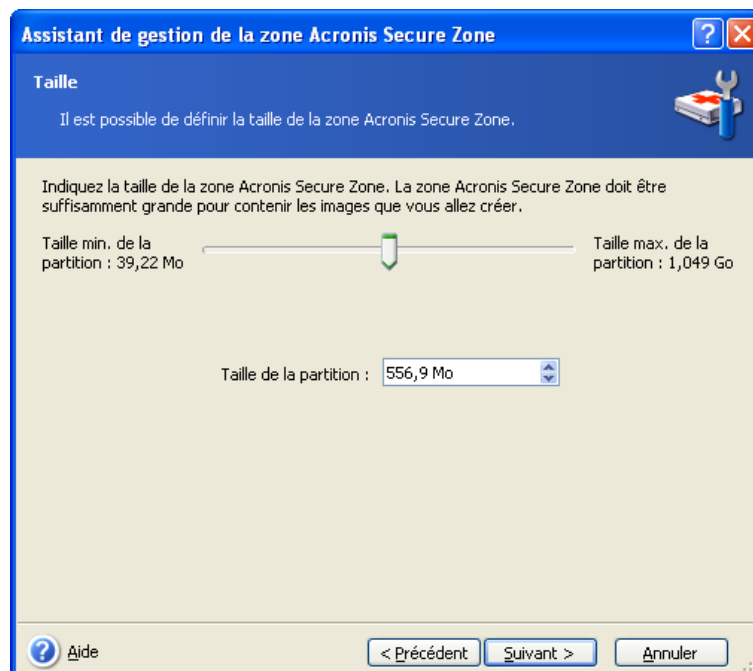 Assistant de gestion de la zone Acronis Secure Zone
Taille
Il est possible de définir la taille de la zone Acronis Secure Zone.
Indiquez la taille de la zone Acronis Secure Zone. La zone Acronis Secure Zone doit être
suffisamment grande pour contenir les images que vous allez créer.
Taille min. de la
partition : 39,22 Mo
Taille max. de la
partition : 1,049 Go
Taille de la partition :
556,9 Mo
Aide
< Précédent
Suivant >
Annuler